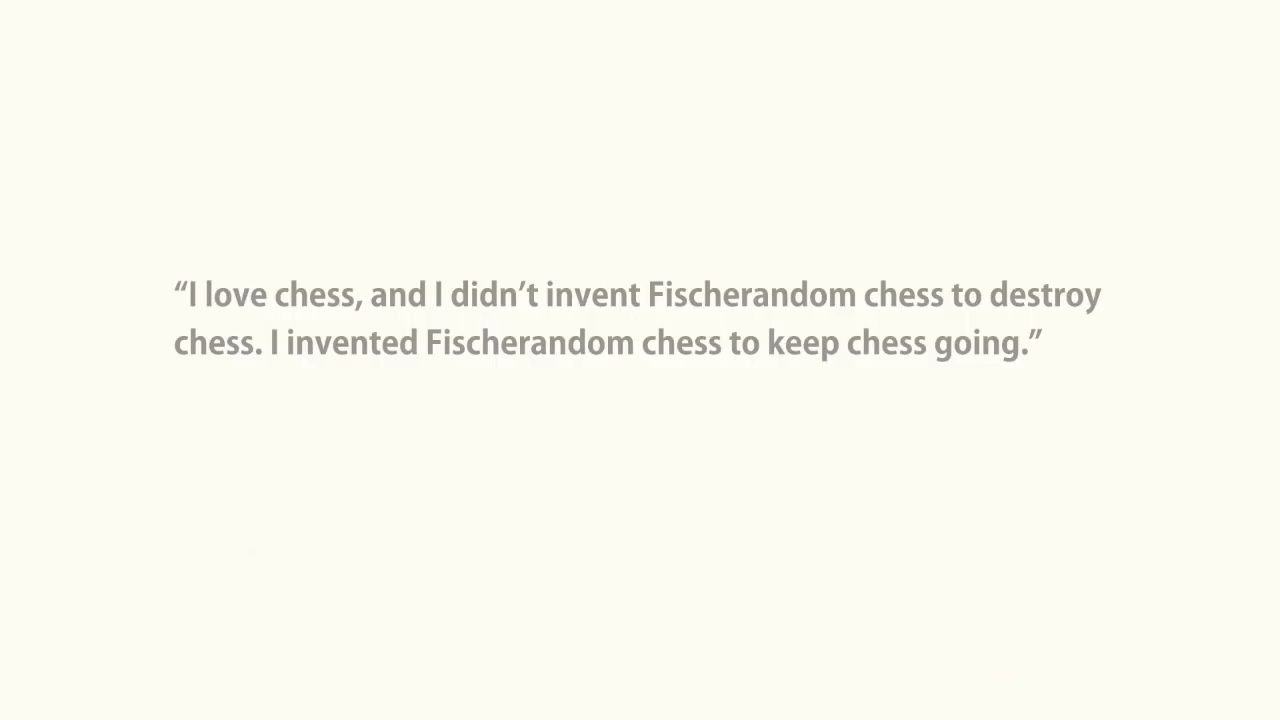 “I love chess, and I didn’t invent Fischerandom chess to destroy
chess. I invented Fischerandom chess to keep chess going.”